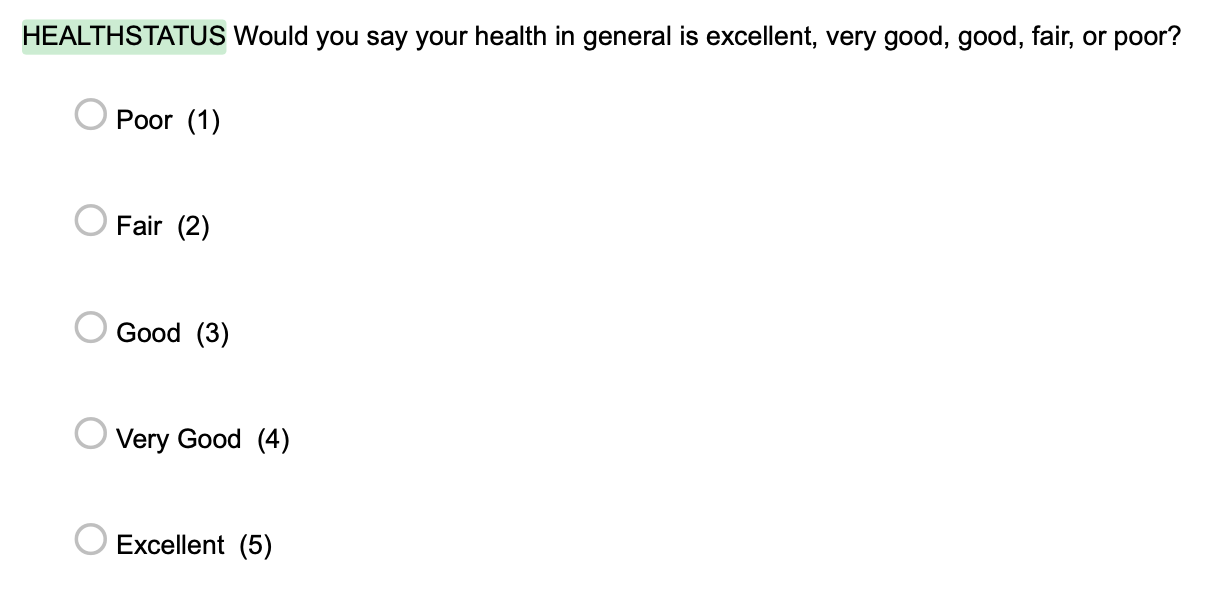 HEALTHSTATUS Would you say your health in general is excellent, very good, good, fair, or poor?
Poor (1)
Fair (2)
Good (3)
Very Good (4)
Excellent (5)